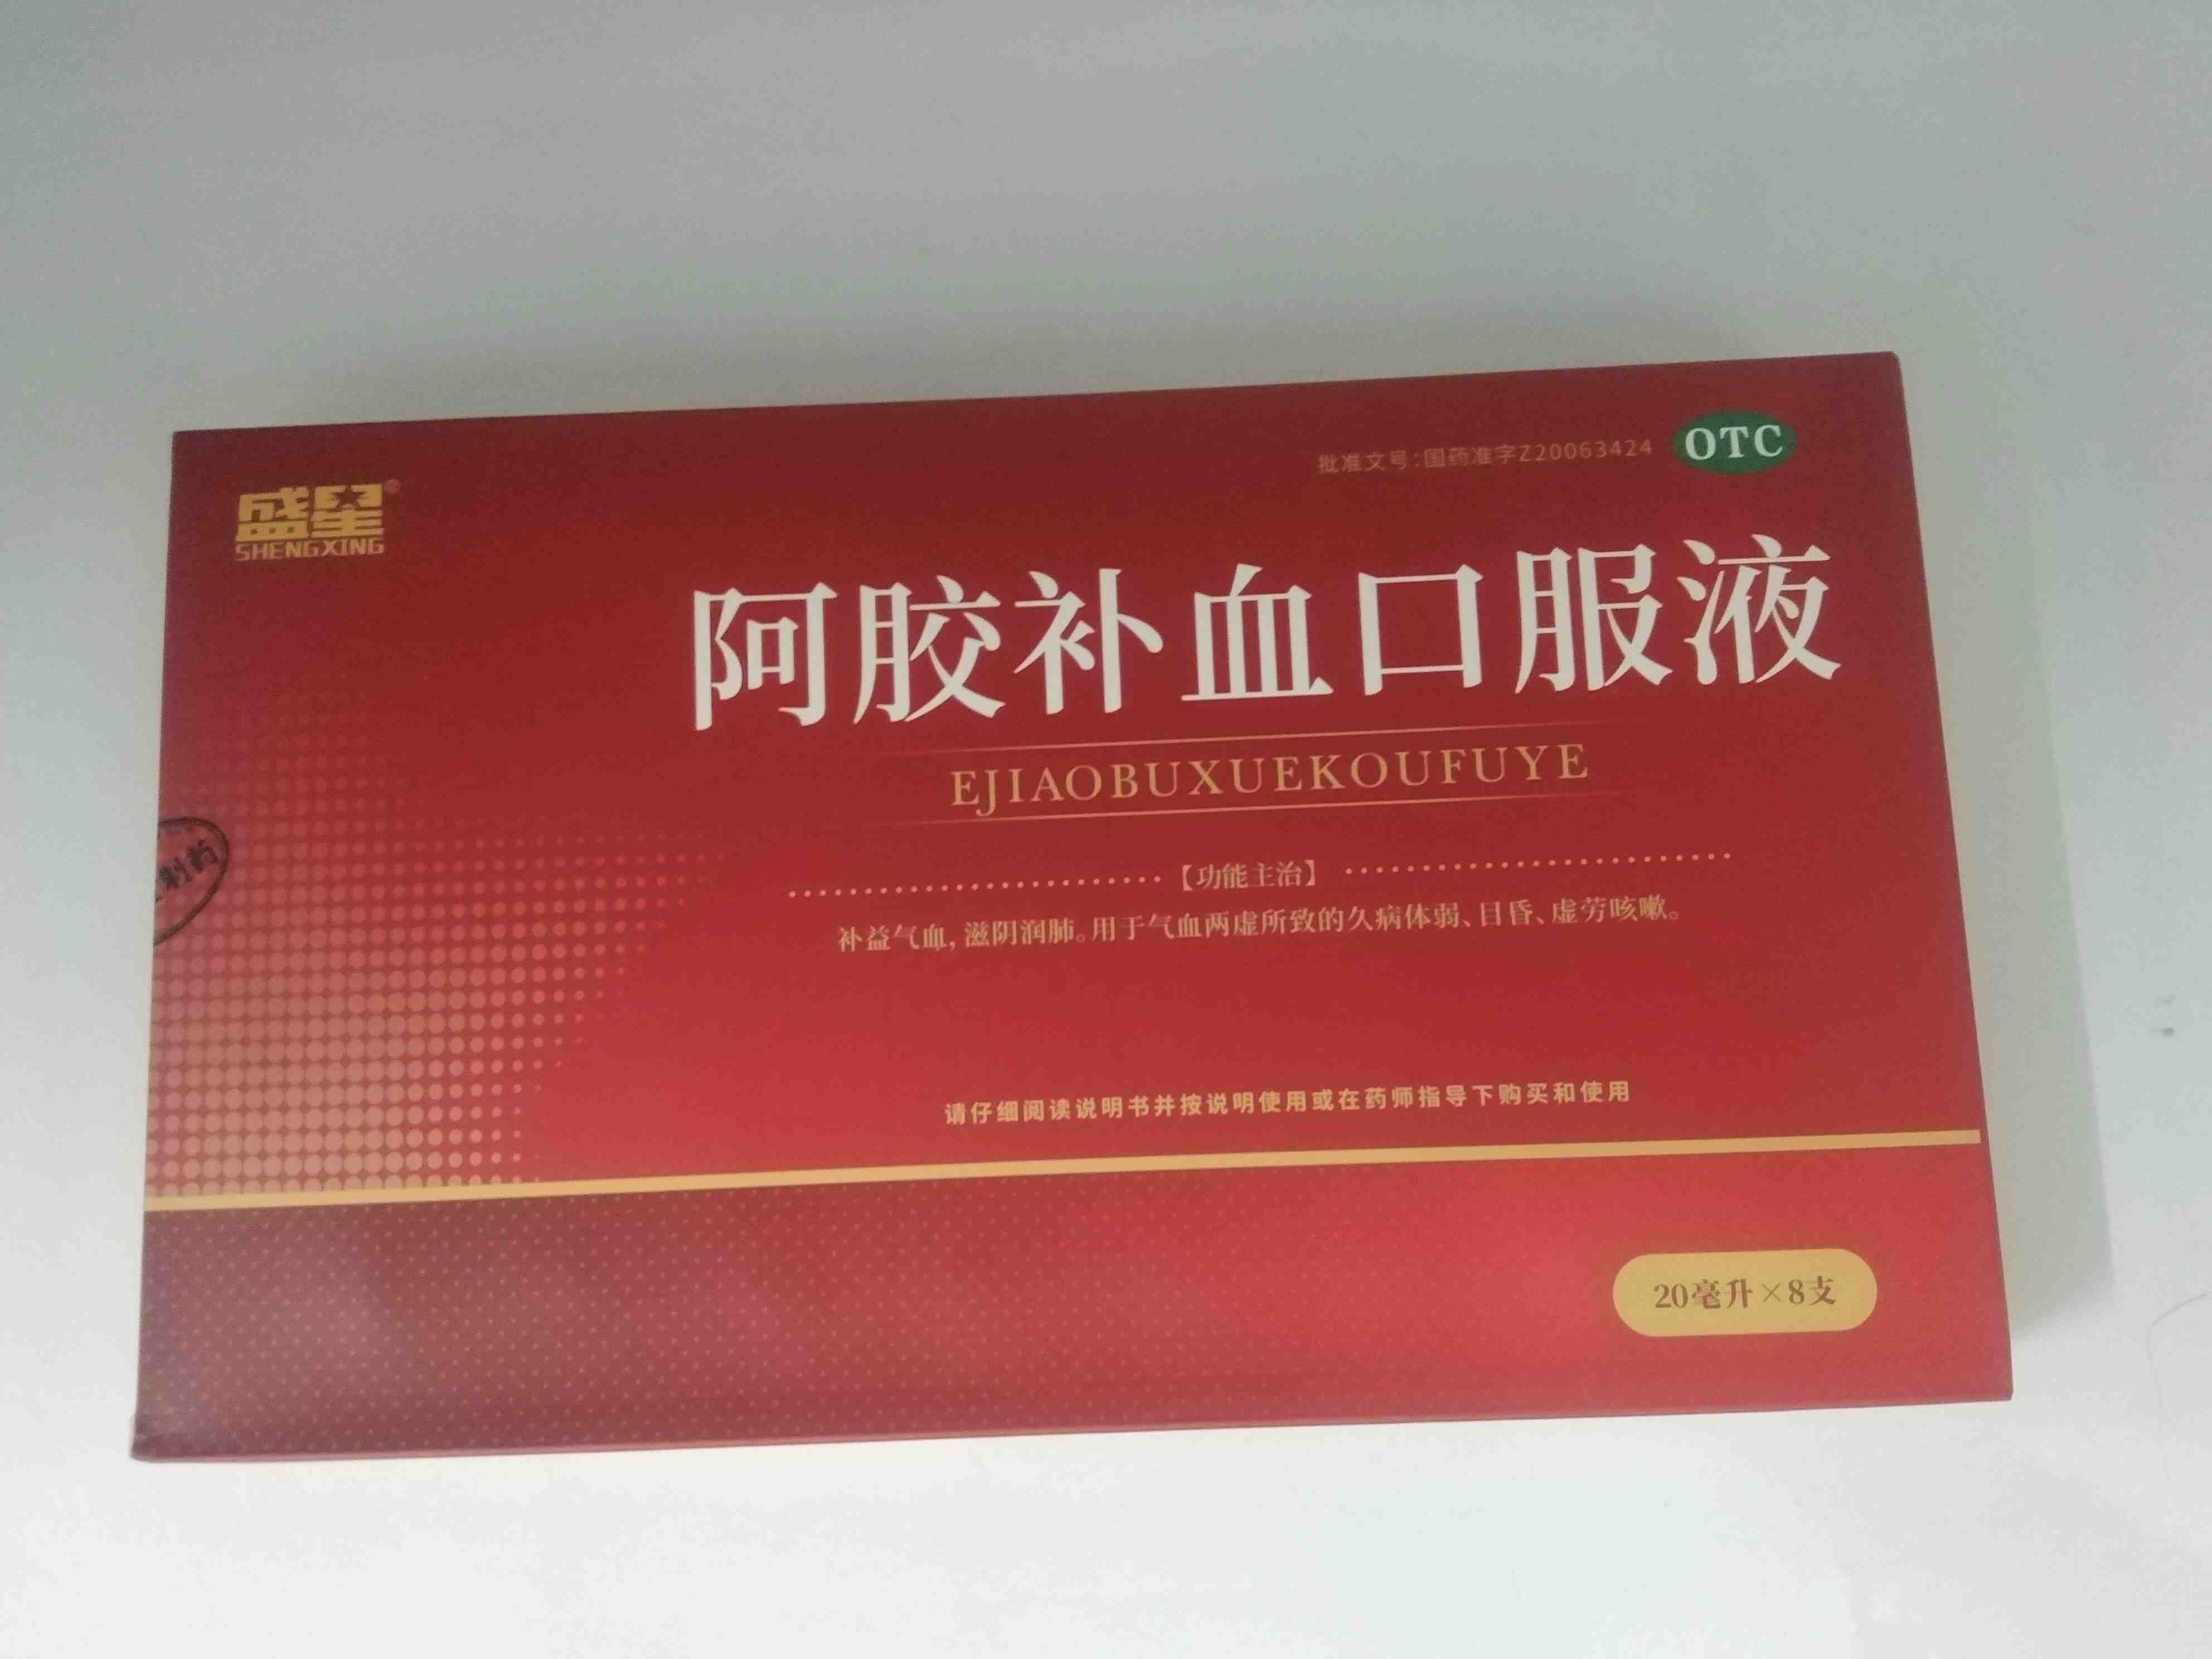 批准文号:国药准字Z20063424 OTC
盛星®
SHENGXING
阿胶补血口服液
EJIAOBUXUEKOUFUYE
【功能主治】
补益气血,滋阴润肺。用于气血两虚所致的久病体弱、目昏、虚劳咳嗽。
制药
请仔细阅读说明书并按说明使用或在药师指导下购买和使用
20毫升×8支